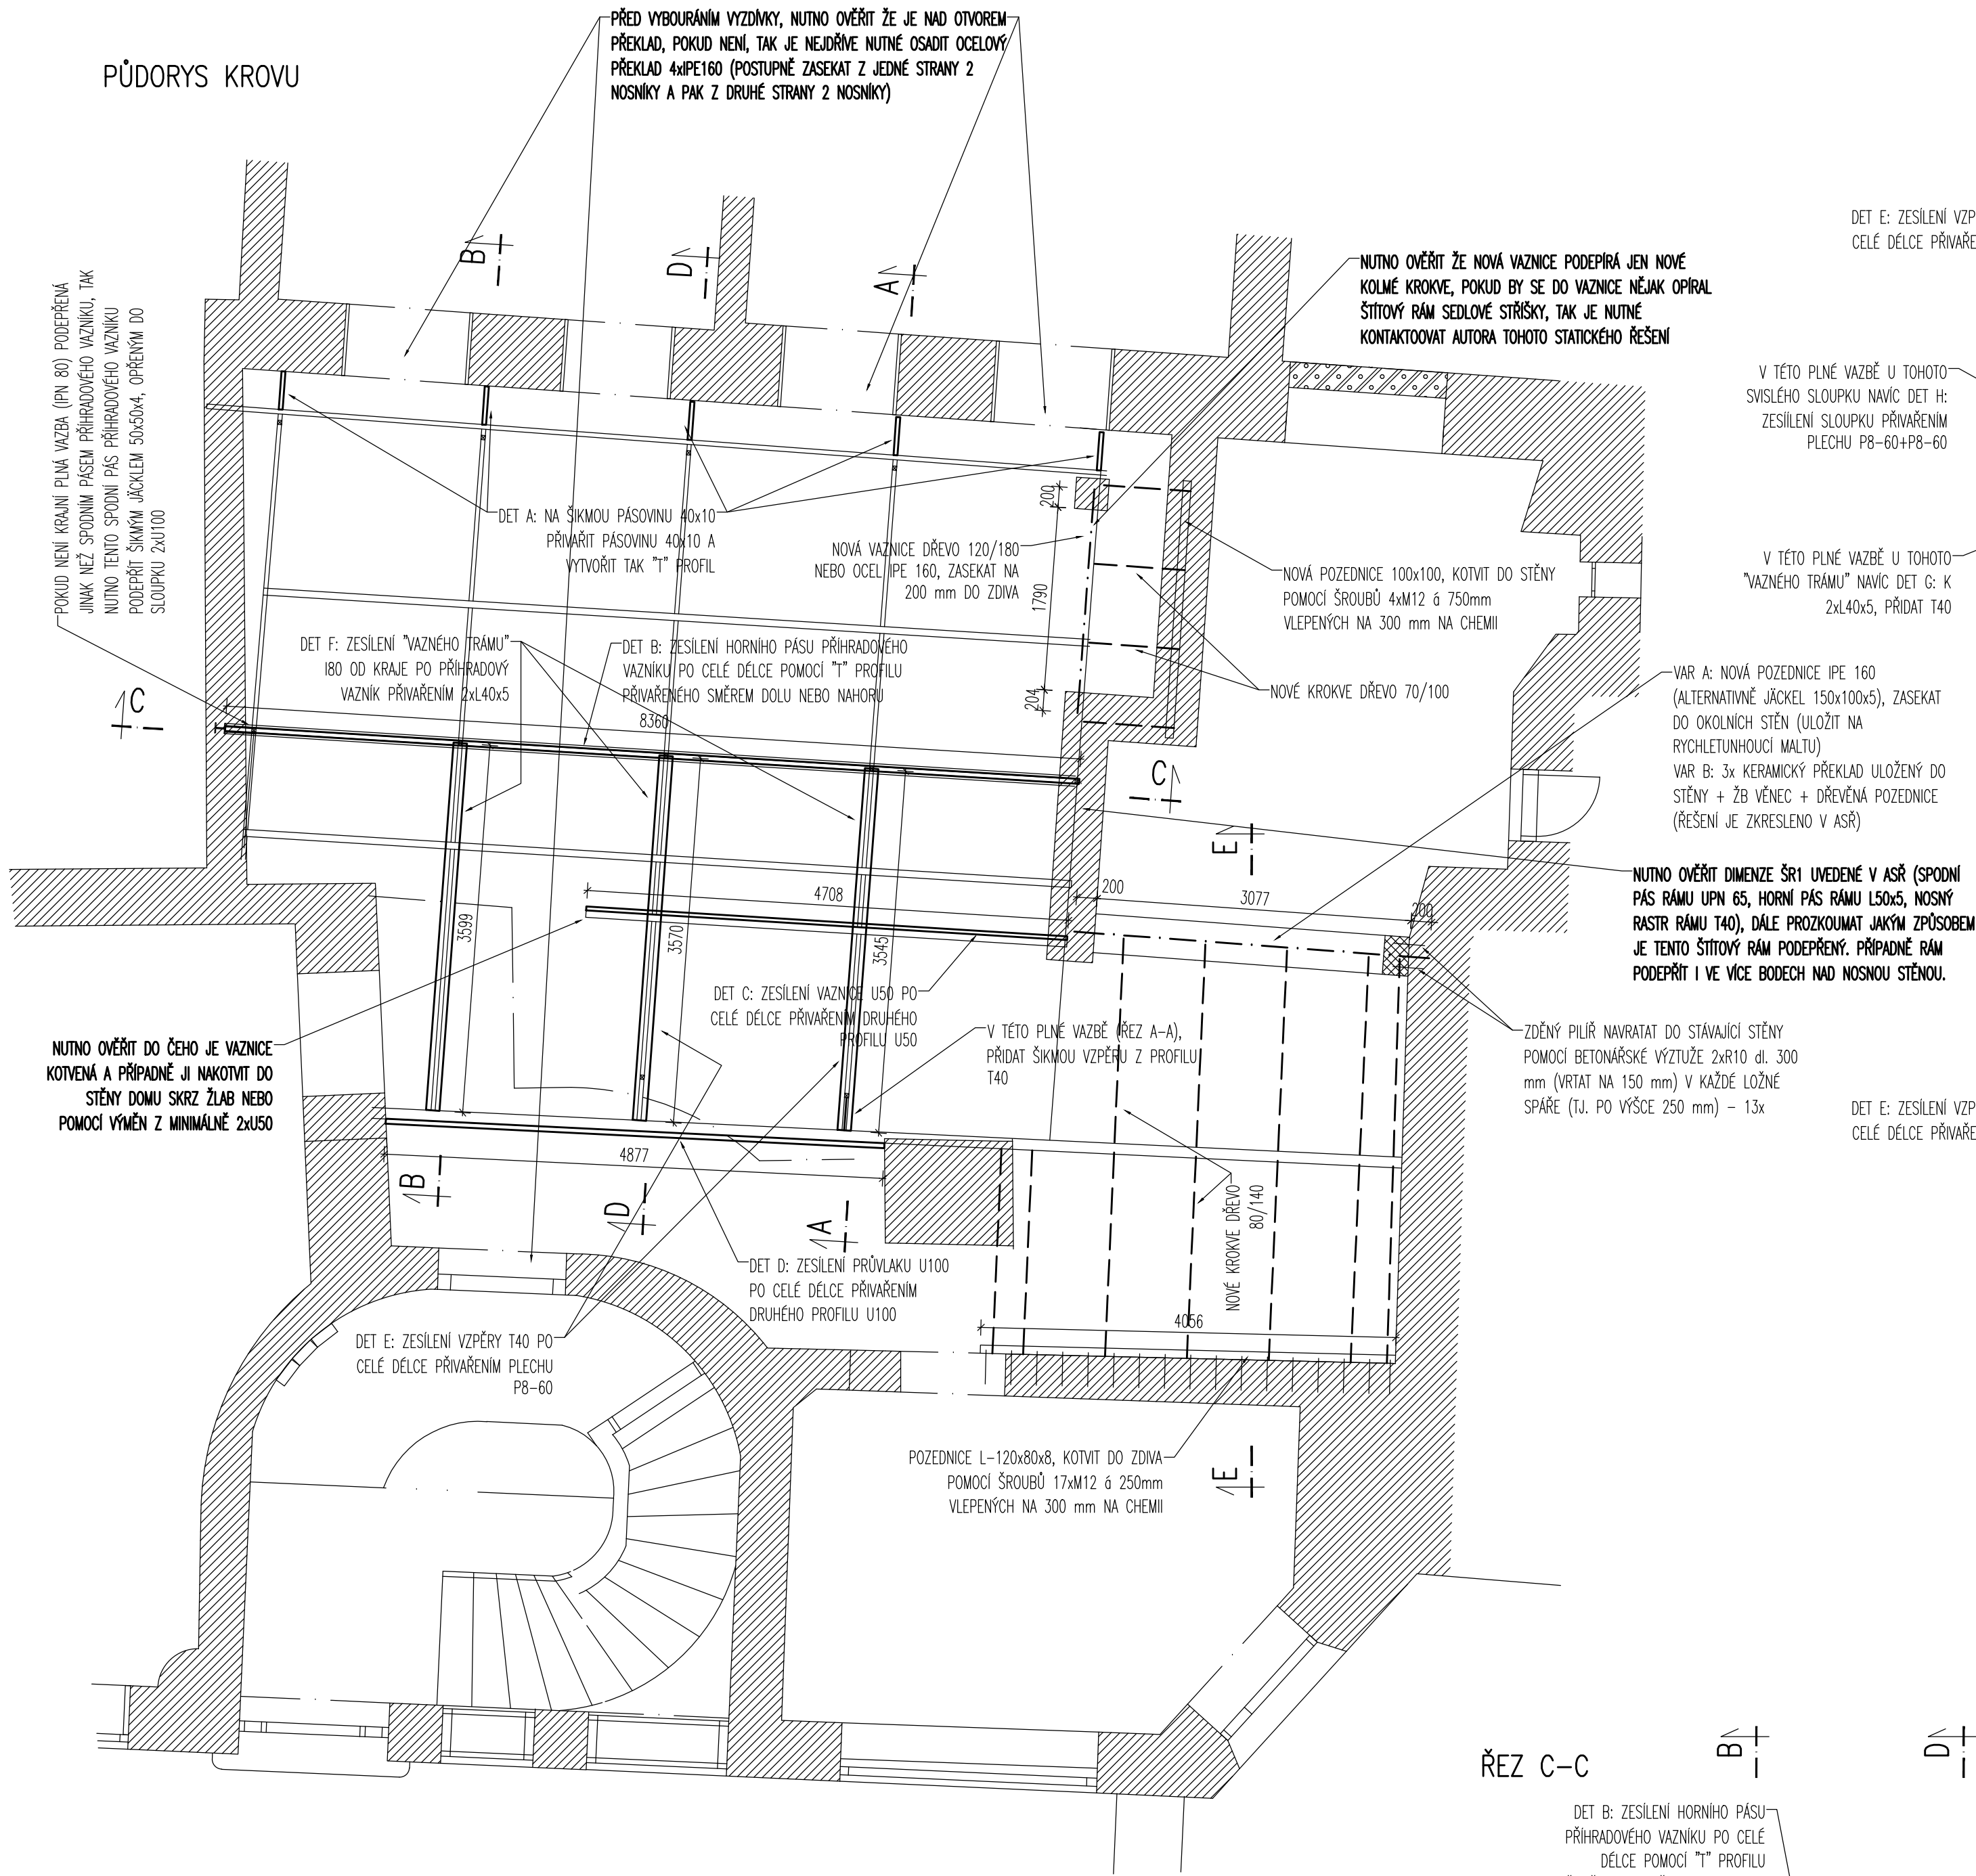 PŮDORYS KROVU
PŘED VYBOURÁNÍM VYZDÍVKY, NUTNO OVĚŘIT ŽE JE NAD OTVOREM
PŘEKLAD, POKUD NENÍ, TAK JE NEJDŘÍVE NUTNÉ OSADIT OCELOVÝ
PŘEKLAD 4xIPE160 (POSTUPNĚ ZASEKAT Z JEDNÉ STRANY 2
NOSNÍKY A PAK Z DRUHÉ STRANY 2 NOSNÍKY)
DET E: ZESÍLENÍ VZP
CELÉ DÉLCE PŘIVAŘE
B
D
A
NUTNO OVĚŘIT ŽE NOVÁ VAZNICE PODEPÍRÁ JEN NOVÉ
KOLMÉ KROKVE, POKUD BY SE DO VAZNICE NĚJAK OPÍRAL
ŠTÍTOVÝ RÁM SEDLOVÉ STŘÍŠKY, TAK JE NUTNÉ
KONTAKTOOVAT AUTORA TOHOTO STATICKÉHO ŘEŠENÍ
POKUD NENÍ KRAJNÍ PLNÁ VAZBA (IPN 80) PODEPŘENÁ
JINAK NEŽ SPODNÍM PÁSEM PŘÍHRADOVÉHO VAZNÍKU, TAK
NUTNO TENTO SPODNÍ PÁS PŘÍHRADOVÉHO VAZNÍKU
PODEPŘÍT ŠIKMÝM JÄCKLEM 50x50x4, OPŘENÝM DO
SLOUPKU 2xU100
V TÉTO PLNÉ VAZBĚ U TOHOTO
SVISLÉHO SLOUPKU NAVÍC DET H:
ZESÍÍLENÍ SLOUPKU PŘIVAŘENÍM
PLECHU P8-60+P8-60
DET A: NA ŠIKMOU PÁSOVINU 40x10
PŘIVAŘIT PÁSOVINU 40x10 A
VYTVOŘIT TAK "T" PROFIL
200
1790
204
NOVÁ VAZNICE DŘEVO 120/180
NEBO OCEL IPE 160, ZASEKAT NA
200 mm DO ZDIVA
NOVÁ POZEDNICE 100x100, KOTVIT DO STĚNY
POMOCÍ ŠROUBŮ 4xM12 á 750mm
VLEPENÝCH NA 300 mm NA CHEMII
V TÉTO PLNÉ VAZBĚ U TOHOTO
"VAZNÉHO TRÁMU" NAVÍC DET G: K
2xL40x5, PŘIDAT T40
DET F: ZESÍLENÍ "VAZNÉHO TRÁMU"
I80 OD KRAJE PO PŘÍHRADOVÝ
VAZNÍK PŘIVAŘENÍM 2xL40x5
DET B: ZESÍLENÍ HORNÍHO PÁSU PŘÍHRADOVÉHO
VAZNÍKU PO CELÉ DÉLCE POMOCÍ "T" PROFILU
PŘIVAŘENÉHO SMĚREM DOLU NEBO NAHORU
8360
NOVÉ KROKVE DŘEVO 70/100
VAR A: NOVÁ POZEDNICE IPE 160
(ALTERNATIVNĚ JÄCKEL 150x100x5), ZASEKAT
DO OKOLNÍCH STĚN (ULOŽIT NA
RYCHLETUNHOUCÍ MALTU)
VAR B: 3x KERAMICKÝ PŘEKLAD ULOŽENÝ DO
STĚNY + ŽB VĚNEC + DŘEVĚNÁ POZEDNICE
(ŘEŠENÍ JE ZKRESLENO V ASŘ)
C
C
E
NUTNO OVĚŘIT DIMENZE ŠR1 UVEDENÉ V ASŘ (SPODNÍ
PÁS RÁMU UPN 65, HORNÍ PÁS RÁMU L50x5, NOSNÝ
RASTR RÁMU T40), DÁLE PROZKOUMAT JAKÝM ZPŮSOBEM
JE TENTO ŠTÍTOVÝ RÁM PODEPŘENÝ. PŘÍPADNĚ RÁM
PODEPŘÍT I VE VÍCE BODECH NAD NOSNOU STĚNOU.
4708
200
3077
200
3599
3570
3545
DET C: ZESÍLENÍ VAZNICE U50 PO
CELÉ DÉLCE PŘIVAŘENÍM DRUHÉHO
PROFILU U50
V TÉTO PLNÉ VAZBĚ (ŘEZ A-A),
PŘIDAT ŠIKMOU VZPĚRU Z PROFILU
T40
ZDĚNÝ PILÍŘ NAVRATAT DO STÁVAJÍCÍ STĚNY
POMOCÍ BETONÁŘSKÉ VÝZTUŽE 2xR10 dl. 300
mm (VRTAT NA 150 mm) V KAŽDÉ LOŽNÉ
SPÁŘE (TJ. PO VÝŠCE 250 mm) - 13x
NUTNO OVĚŘIT DO ČEHO JE VAZNICE
KOTVENÁ A PŘÍPADNĚ JI NAKOTVIT DO
STĚNY DOMU SKRZ ŽLAB NEBO
POMOCÍ VÝMĚN Z MINIMÁLNĚ 2xU50
DET E: ZESÍLENÍ VZP
CELÉ DÉLCE PŘIVAŘE
4877
B
D
A
NOVÉ KROKVE DŘEVO
80/140
DET D: ZESÍLENÍ PRŮVLAKU U100
PO CELÉ DÉLCE PŘIVAŘENÍM
DRUHÉHO PROFILU U100
4056
DET E: ZESÍLENÍ VZPĚRY T40 PO
CELÉ DÉLCE PŘIVAŘENÍM PLECHU
P8-60
POZEDNICE L-120x80x8, KOTVIT DO ZDIVA
POMOCÍ ŠROUBŮ 17xM12 á 250mm
VLEPENÝCH NA 300 mm NA CHEMII
E
ŘEZ C-C
B
D
DET B: ZESÍLENÍ HORNÍHO PÁSU
PŘÍHRADOVÉHO VAZNÍKU PO CELÉ
DÉLCE POMOCÍ "T" PROFILU